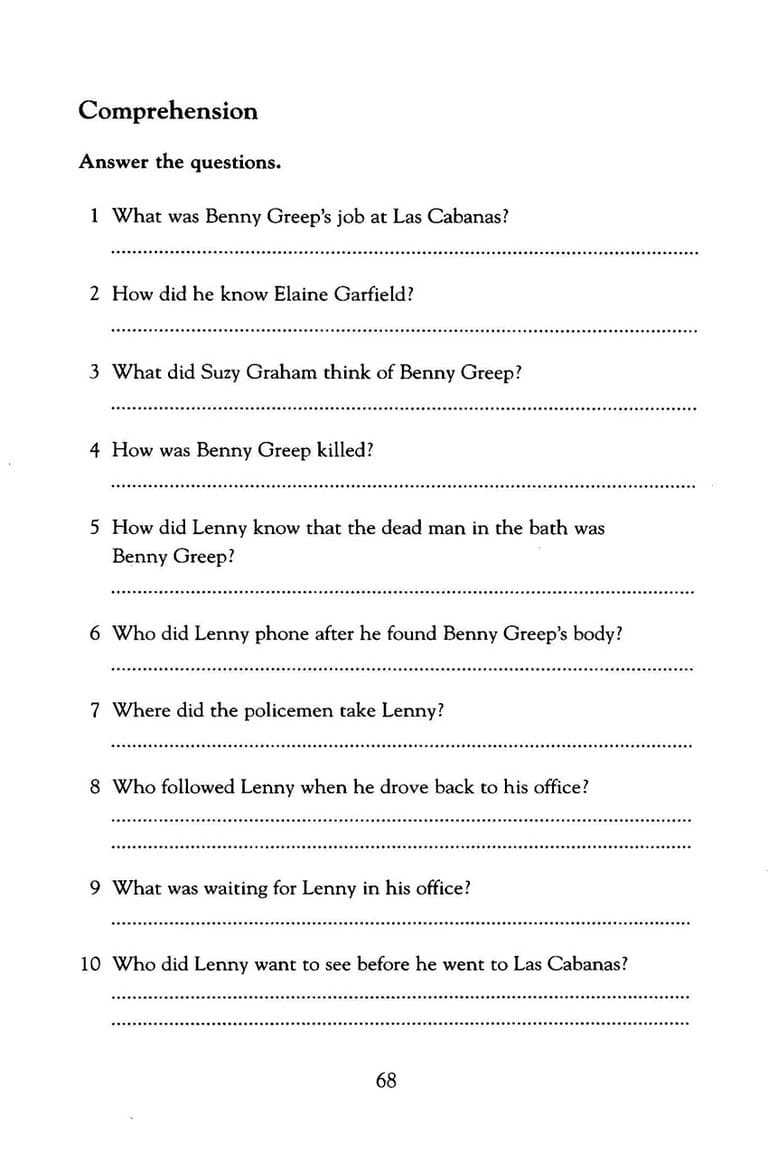 Comprehension
Answer the questions.
1 What was Benny Greep's job at Las Cabanas?
2 How did he know Elaine Garfield?
3 What did Suzy Graham think of Benny Greep?
4 How was Benny Greep killed?
5 How did Lenny know that the dead man in the bath was
Benny Greep?
6 Who did Lenny phone after he found Benny Greep's body?
7 Where did the policemen take Lenny?
8 Who followed Lenny when he drove back to his office?
9 What was waiting for Lenny in his office?
10 Who did Lenny want to see before he went to Las Cabanas?
68